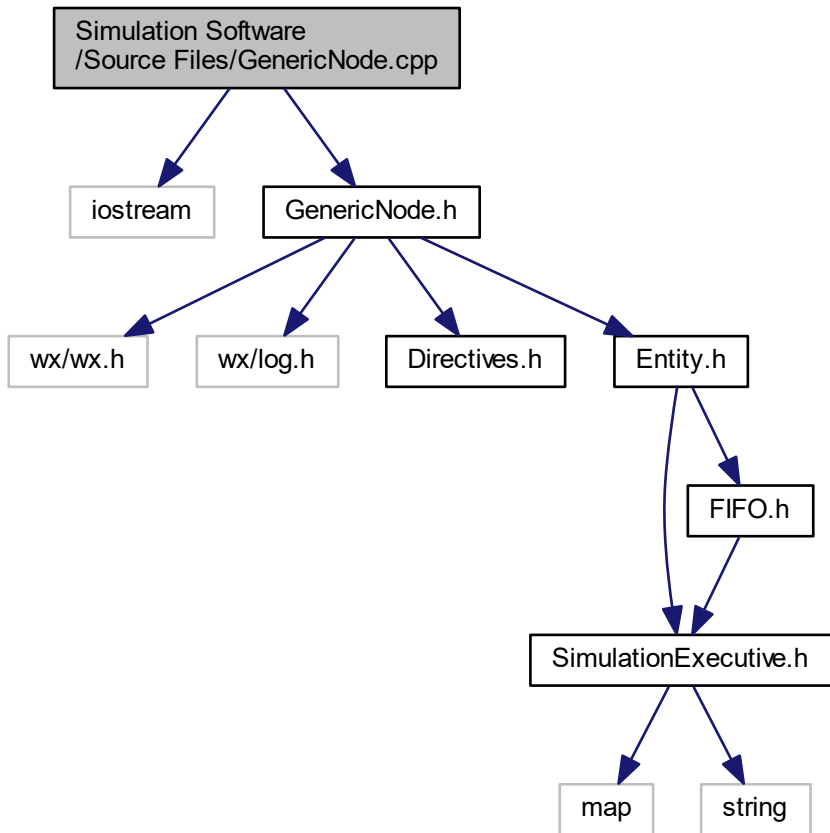 Simulation Software
/Source Files/GenericNode.cpp
iostream
GenericNode.h
wx/wx.h
wx/log.h
Directives.h
Entity.h
FIFO.h
SimulationExecutive.h
map
string